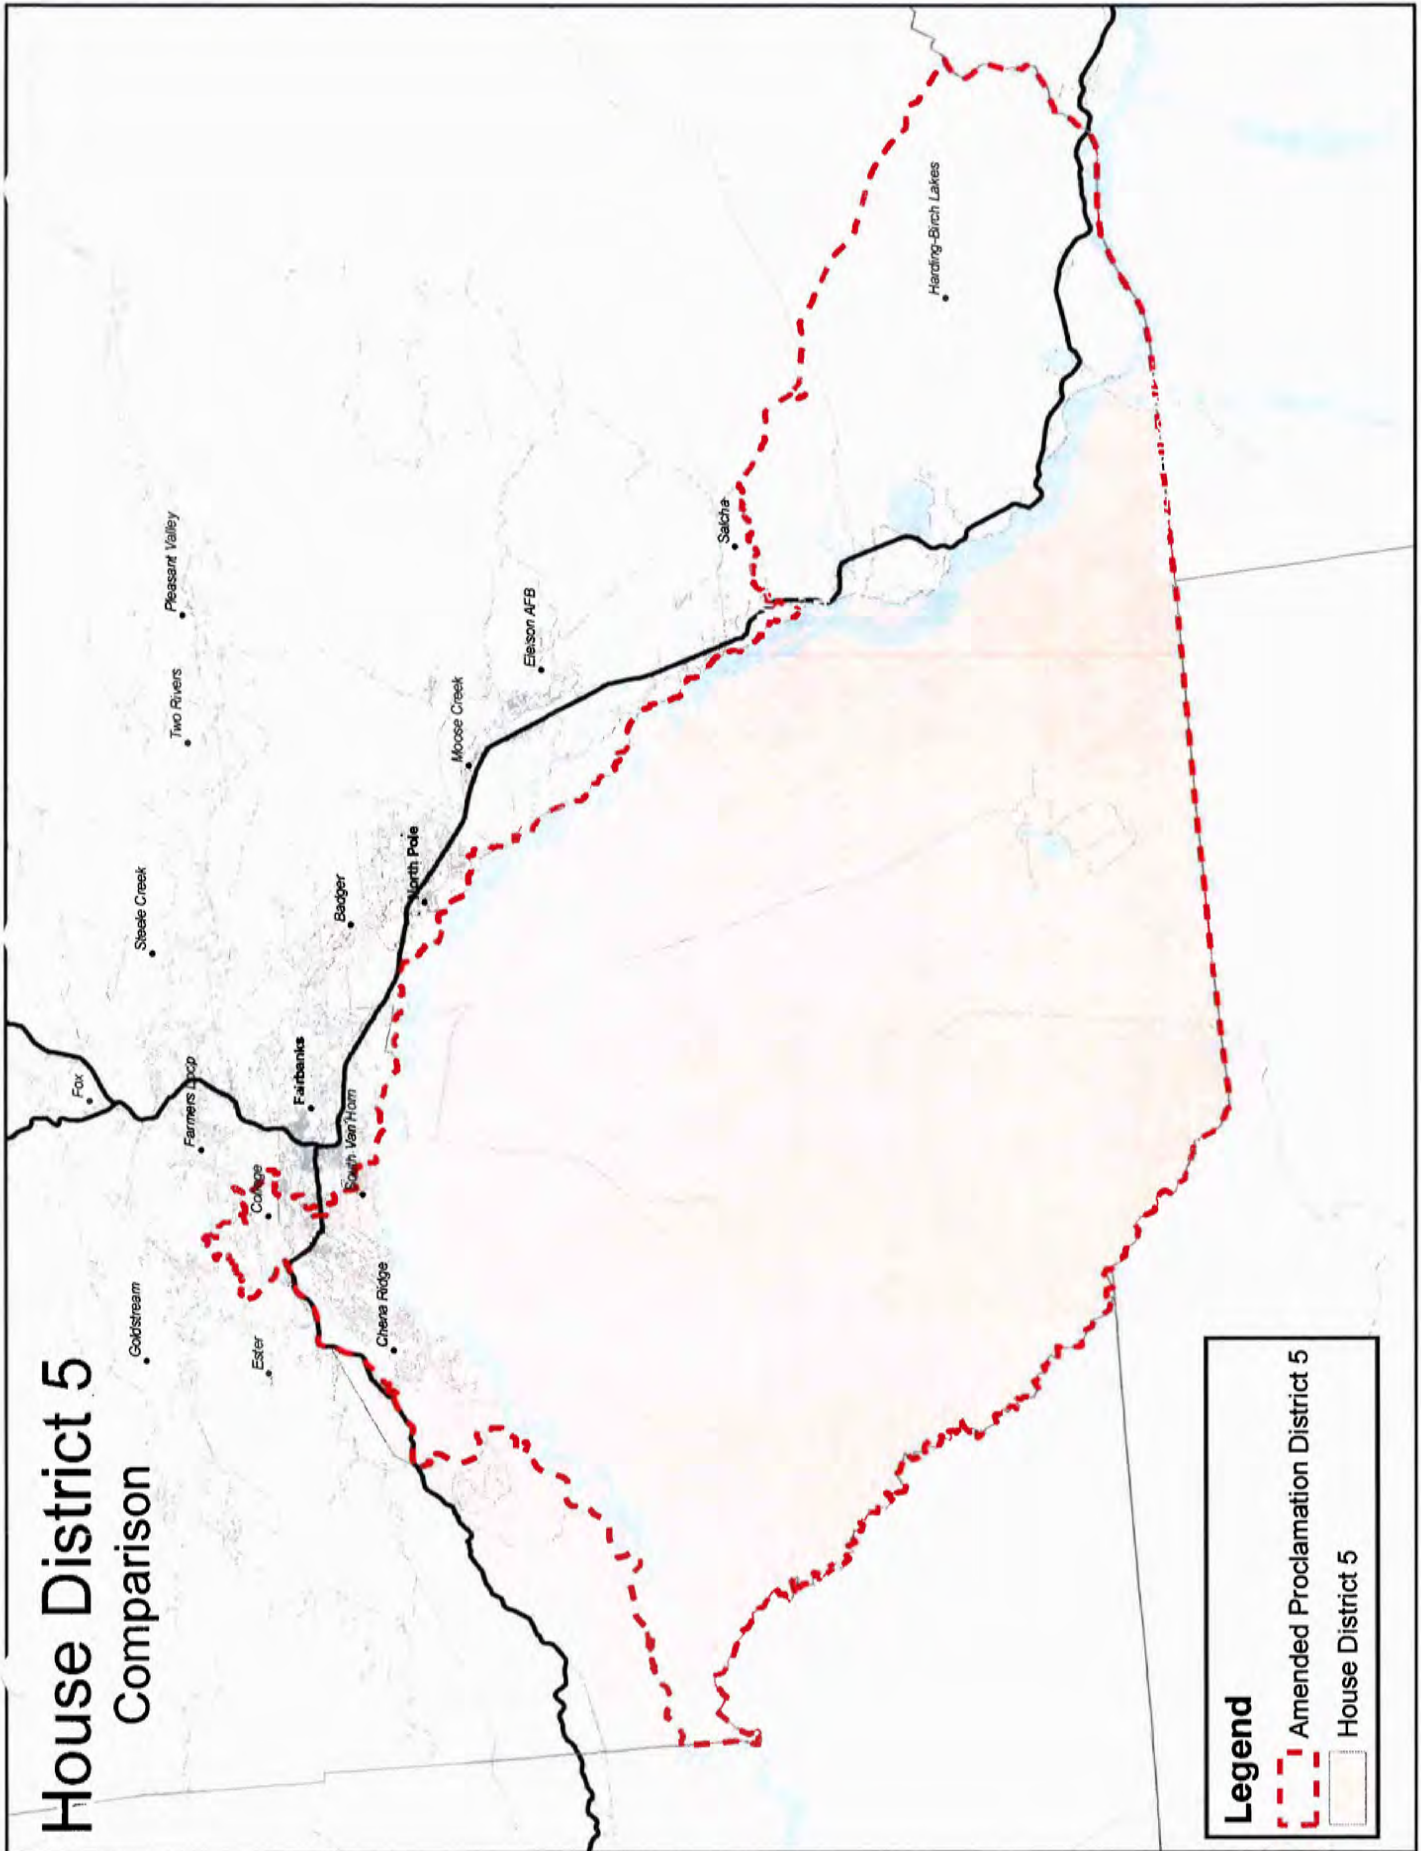 House District 5
Comparison
Fox
Steele Creek
Two Rivers
Pleasant Valley
Goldstream
Farmers Loop
Ester
College
Fairbanks
Badger
South Van Horn
North Pole
Chena Ridge
Moose Creek
Eielson AFB
Salcha
Harding-Birch Lakes
Legend
Amended Proclamation District 5
House District 5